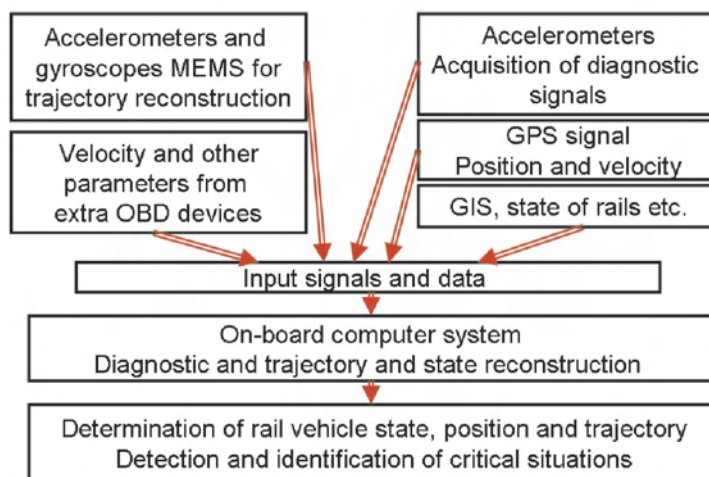 Accelerometers and
gyroscopes MEMS for
trajectory reconstruction
Velocity and other
parameters from
extra OBD devices
Accelerometers
Acquisition of diagnostic
signals
GPS signal
Position and velocity
GIS, state of rails etc.
Input signals and data
On-board computer system
Diagnostic and trajectory and state reconstruction
Determination of rail vehicle state, position and trajectory
Detection and identification of critical situations